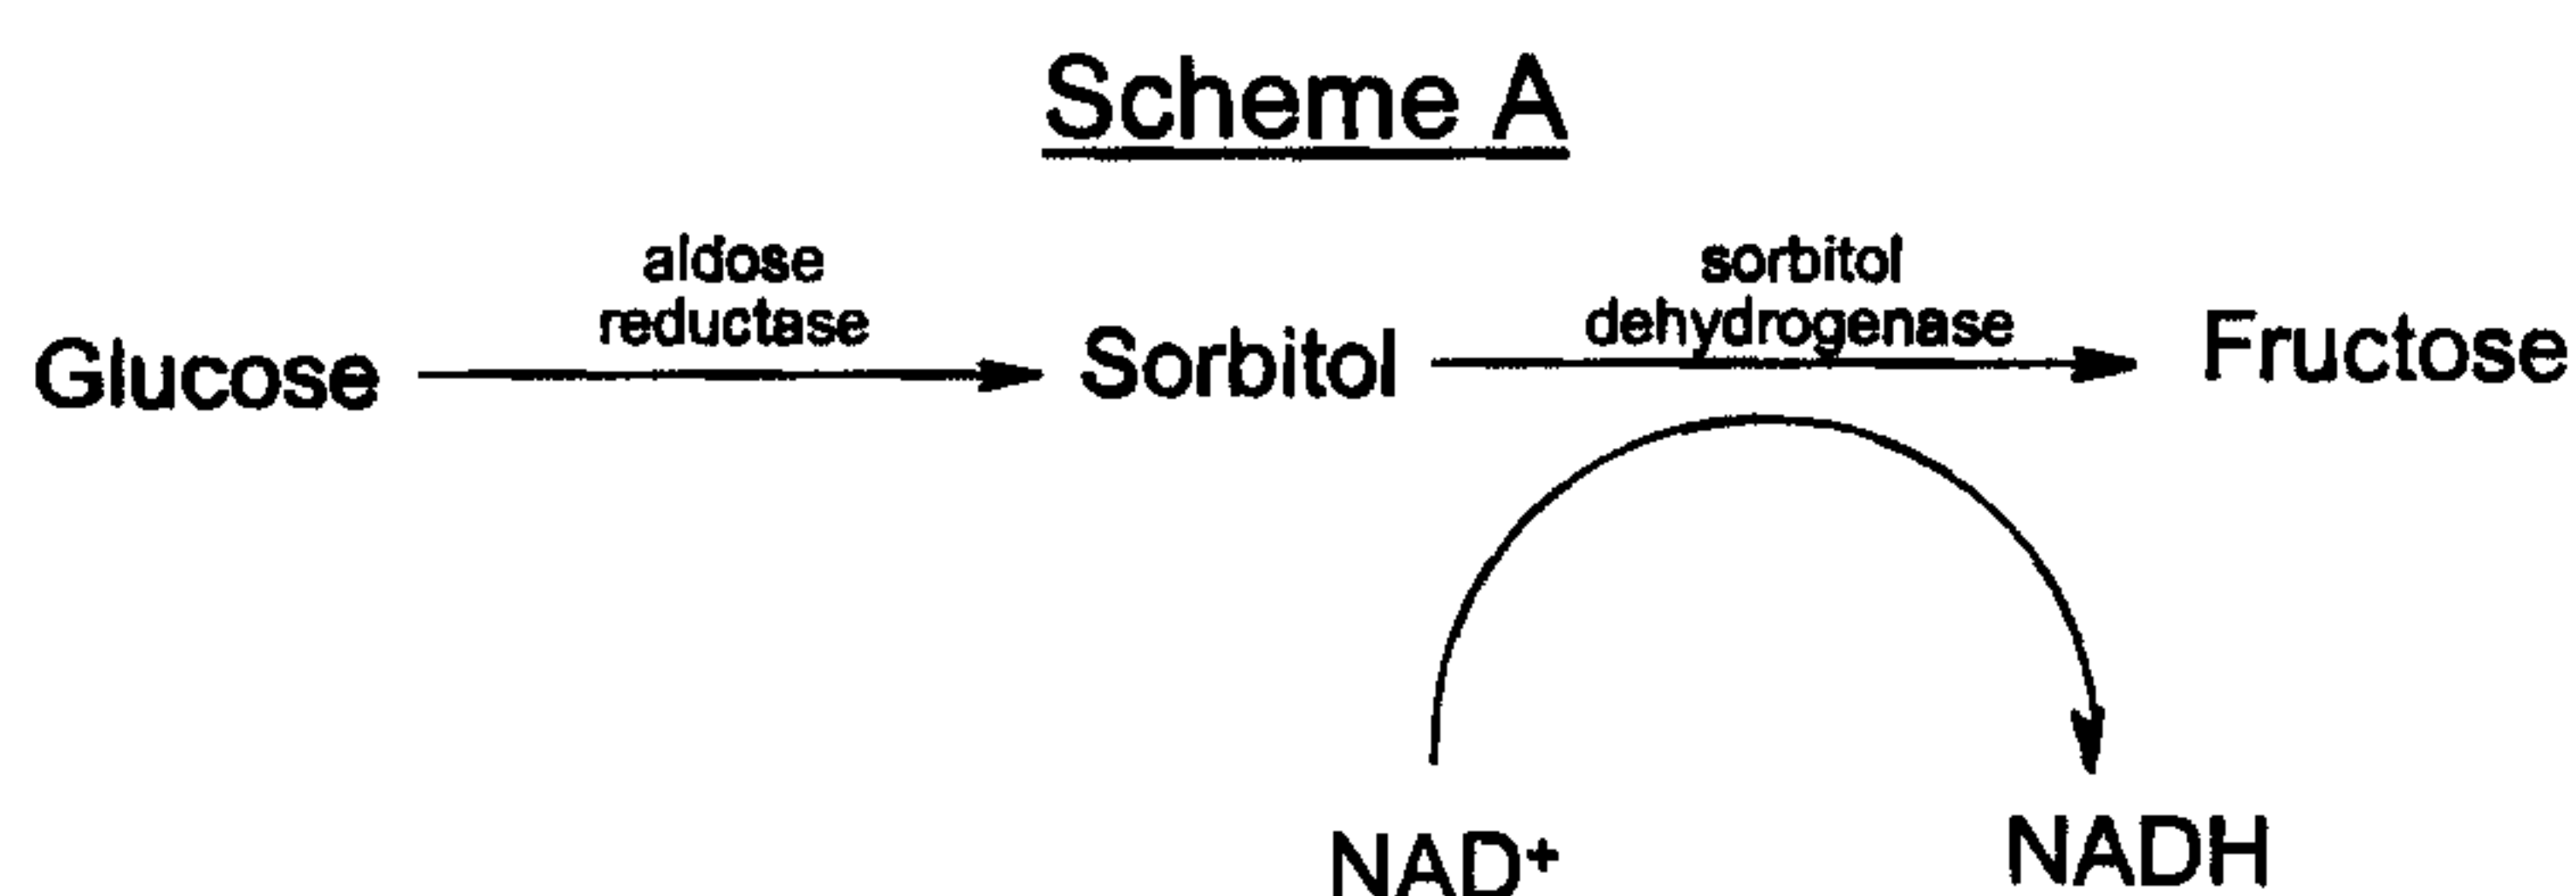 Scheme A
aldose
reductase
sorbitol
dehydrogenase
Glucose
Sorbitol
Fructose
NAD⁺
NADH